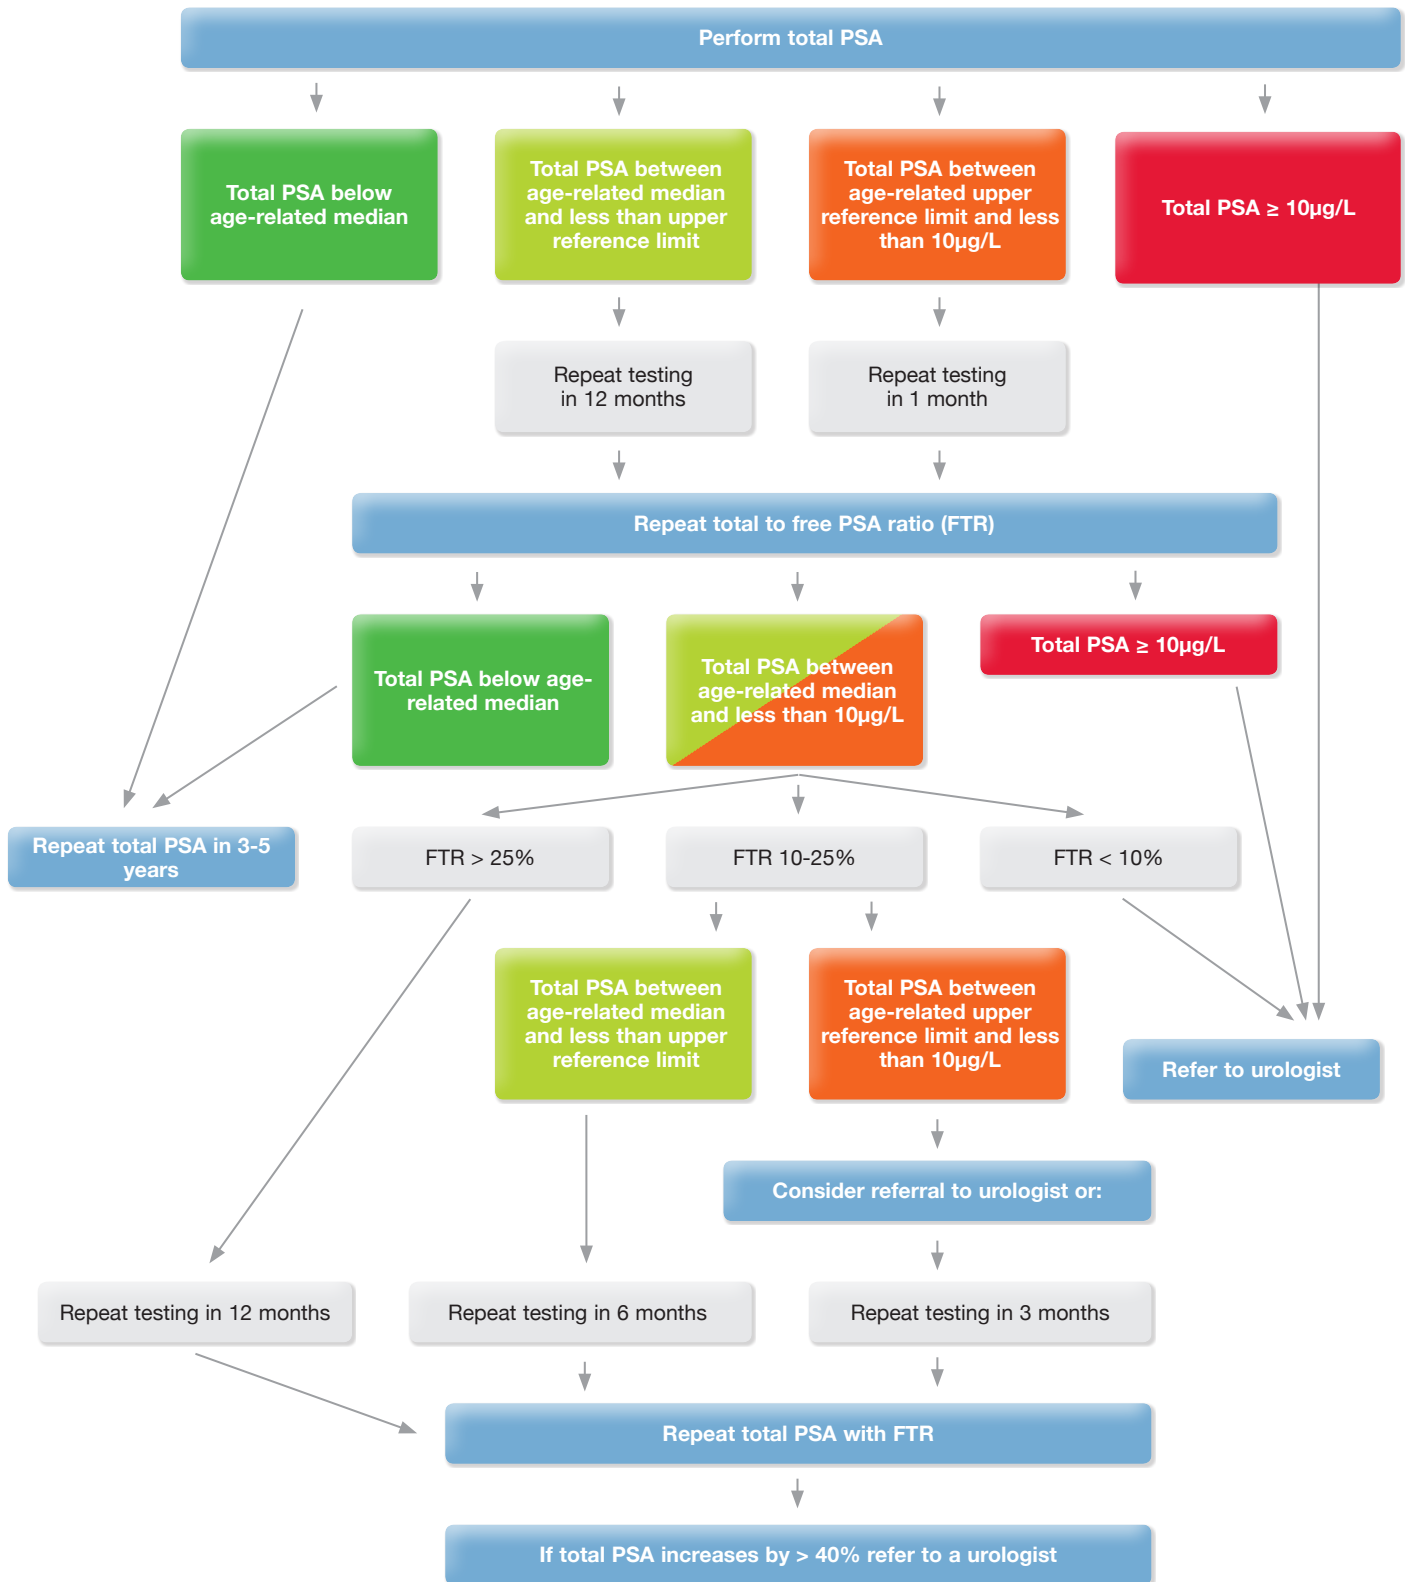 Perform total PSA
Total PSA below
age-related median
Total PSA between
age-related median
and less than upper
reference limit
Total PSA between
age-related upper
reference limit and less
than 10µg/L
Total PSA ≥ 10µg/L
Repeat testing
in 12 months
Repeat testing
in 1 month
Repeat total to free PSA ratio (FTR)
Total PSA below age-
related median
Total PSA between
age-related median
and less than 10µg/L
Total PSA ≥ 10µg/L
Repeat total PSA in 3-5
years
FTR > 25%
FTR 10-25%
FTR < 10%
Total PSA between
age-related median
and less than upper
reference limit
Total PSA between
age-related upper
reference limit and less
than 10µg/L
Refer to urologist
Consider referral to urologist or:
Repeat testing in 12 months
Repeat testing in 6 months
Repeat testing in 3 months
Repeat total PSA with FTR
If total PSA increases by > 40% refer to a urologist